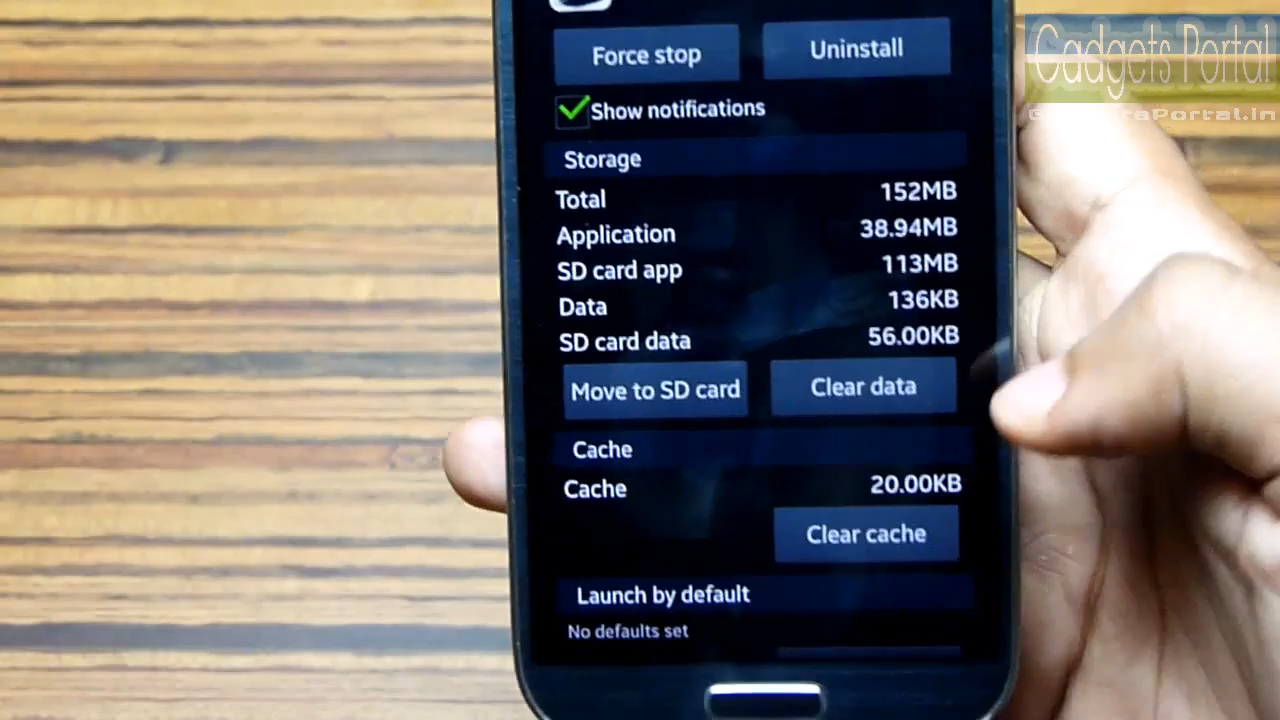 Gadgets Portal
Force stop Uninstall
Show notifications
Storage
Total 152MB
Application 38.94MB
SD card app 113MB
Data 136KB
SD card data 56.00KB
Move to SD card Clear data
Cache
Cache 20.00KB
Clear cache
Launch by default
No defaults set